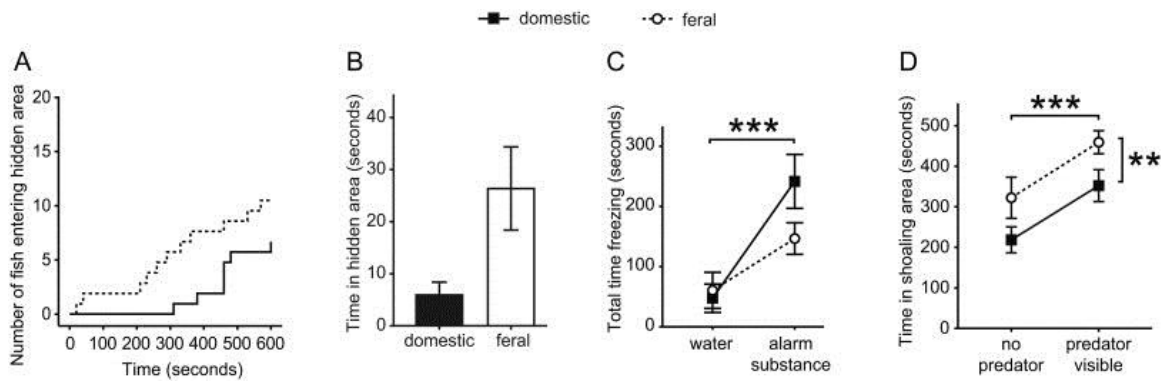 domestic feral
A
Number of fish entering hidden area
20
15
10
5
0
0 100 200 300 400 500 600
Time (seconds)
B
Time in hidden area (seconds)
40
30
20
10
0
domestic feral
C
Total time freezing (seconds)
300
200
100
0
***
water alarm
substance
D
Time in shoaling area (seconds)
500
400
300
200
100
0
***
**
no predator
predator visible